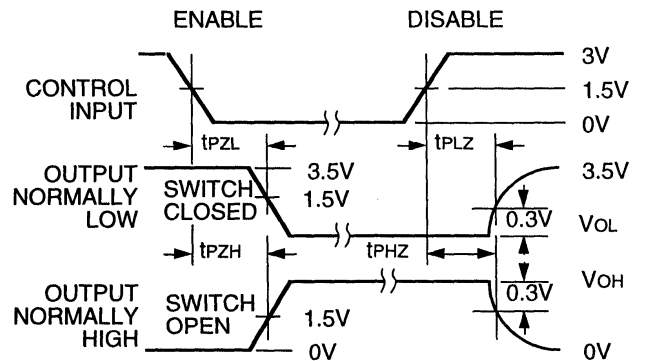 ENABLE
DISABLE
CONTROL
INPUT
3V
1.5V
0V
tPZL
tPLZ
OUTPUT
NORMALLY
LOW
SWITCH
CLOSED
3.5V
1.5V
3.5V
0.3V
VOL
tPZH
tPHZ
OUTPUT
NORMALLY
HIGH
SWITCH
OPEN
1.5V
0V
VOH
0.3V
0V